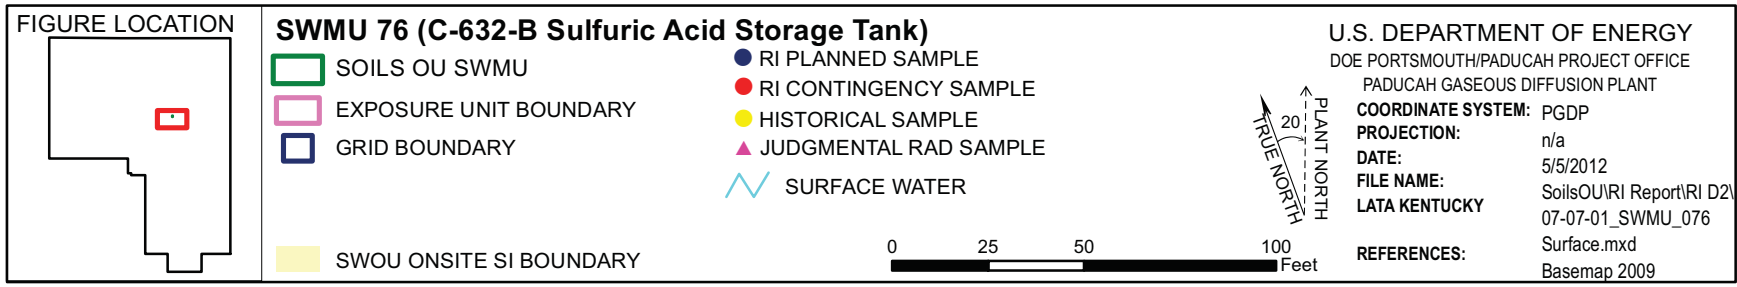 FIGURE LOCATION
SWMU 76 (C-632-B Sulfuric Acid Storage Tank)
SOILS OU SWMU
EXPOSURE UNIT BOUNDARY
GRID BOUNDARY
SWOU ONSITE SI BOUNDARY
RI PLANNED SAMPLE
RI CONTINGENCY SAMPLE
HISTORICAL SAMPLE
JUDGMENTAL RAD SAMPLE
SURFACE WATER
0 25 50 100
Feet
TRUE NORTH
20
PLANT NORTH
U.S. DEPARTMENT OF ENERGY
DOE PORTSMOUTH/PADUCAH PROJECT OFFICE
PADUCAH GASEOUS DIFFUSION PLANT
COORDINATE SYSTEM: PGDP
PROJECTION: n/a
DATE: 5/5/2012
FILE NAME: SoilsOU\RI Report\RI D2\
LATA KENTUCKY 07-07-01_SWMU_076
Surface.mxd
REFERENCES: Basemap 2009